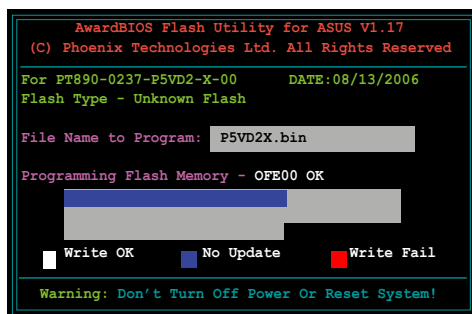 AwardBIOS Flash Utility for ASUS V1.17
(C) Phoenix Technologies Ltd. All Rights Reserved
For PT890-0237-P5VD2-X-00 DATE:08/13/2006
Flash Type - Unknown Flash
File Name to Program: P5VD2X.bin
Programming Flash Memory - OFE00 OK
Write OK No Update Write Fail
Warning: Don't Turn Off Power Or Reset System!